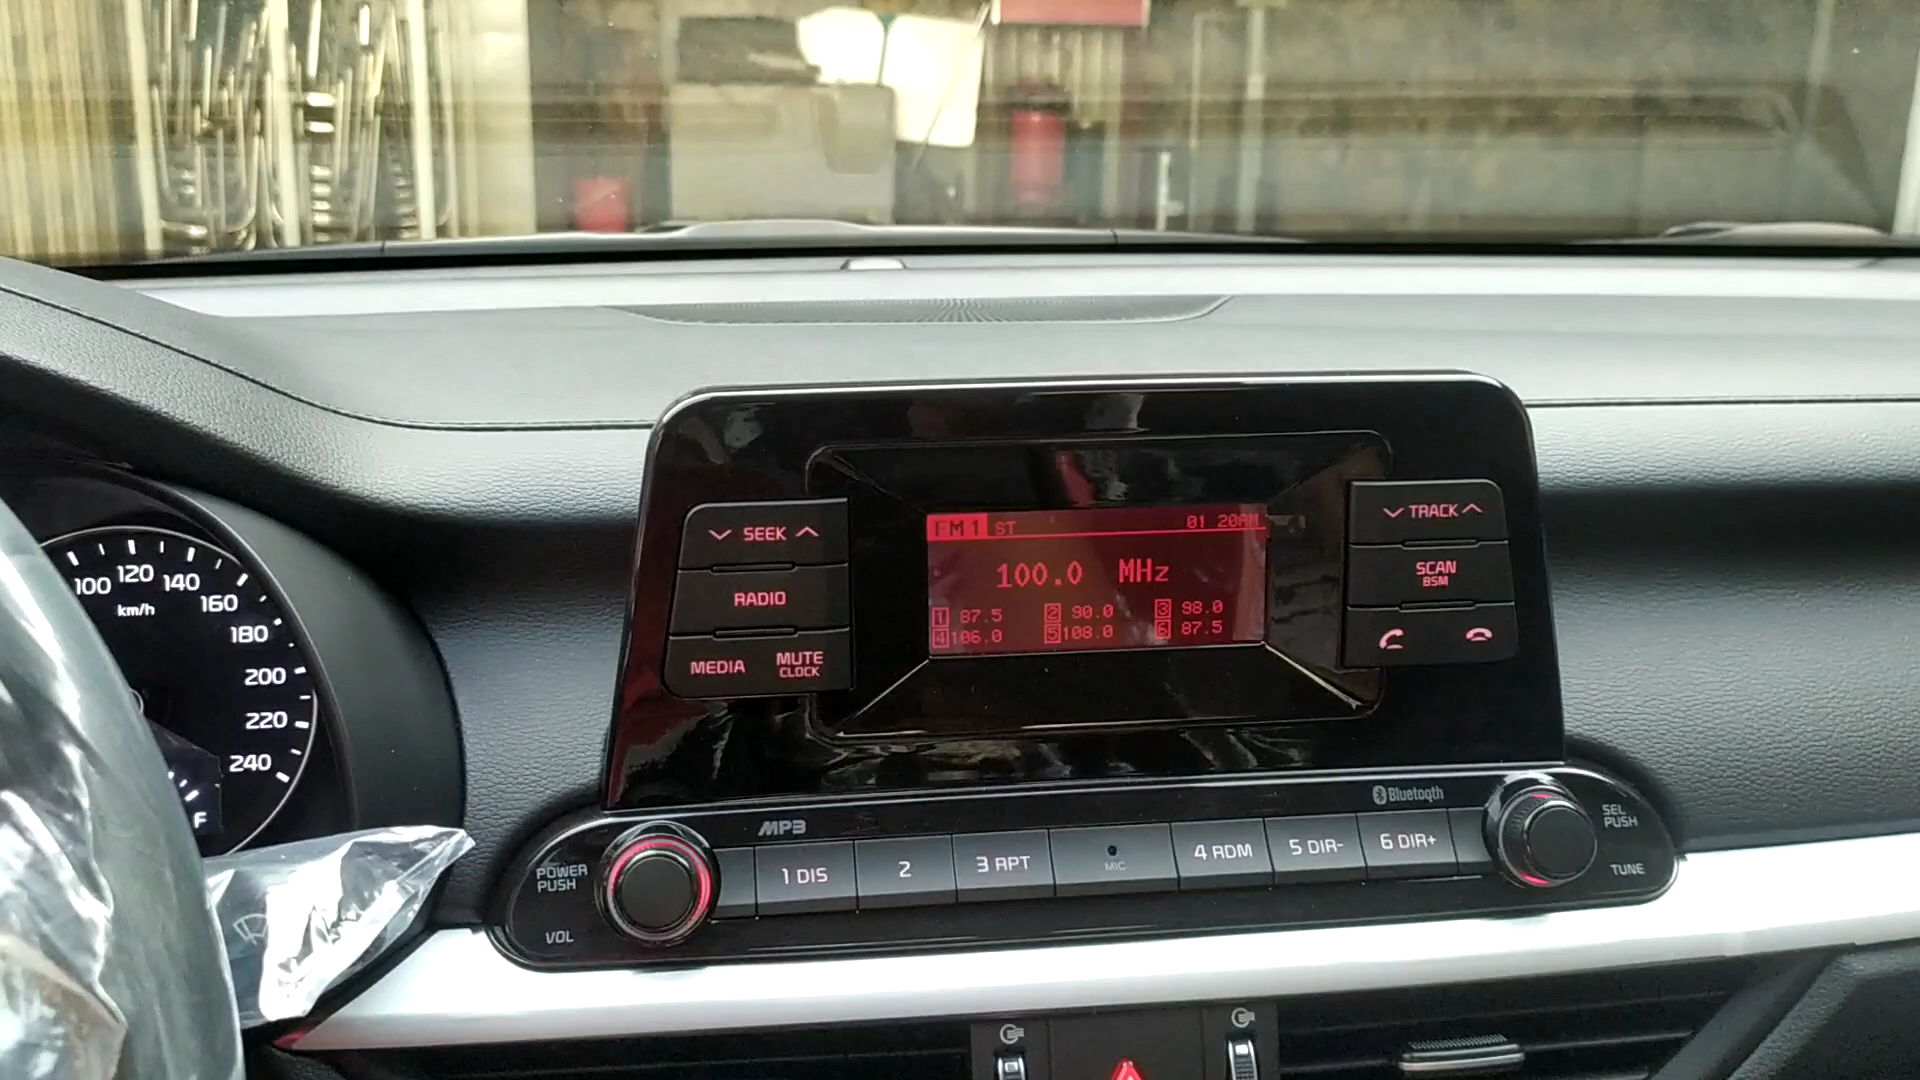 FM1 ST 01 20AM
100.0 MHz
1 87.5 2 90.0 3 98.0
4 106.0 5 108.0 6 87.5
SEEK
RADIO
MEDIA MUTE
CLOCK
TRACK
SCAN
BSM
100 120 140 160 180 200 220 240
km/h
F
MP3
Bluetooth
POWER
PUSH
VOL
1 DIS 2 3 RPT MIC 4 RDM 5 DIR- 6 DIR+
SEL
PUSH
TUNE